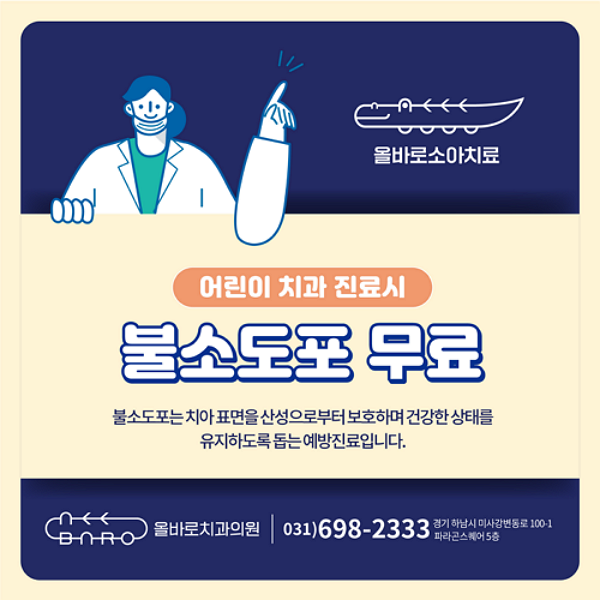 올바로소아치료
어린이 치과 진료시
불소도포 무료
불소도포는 치아 표면을 산성으로부터 보호하며 건강한 상태를
유지하도록 돕는 예방진료입니다.
BARO 올바로치과의원 031)698-2333 경기 하남시 미사강변동로 100-1
파라곤스퀘어 5층